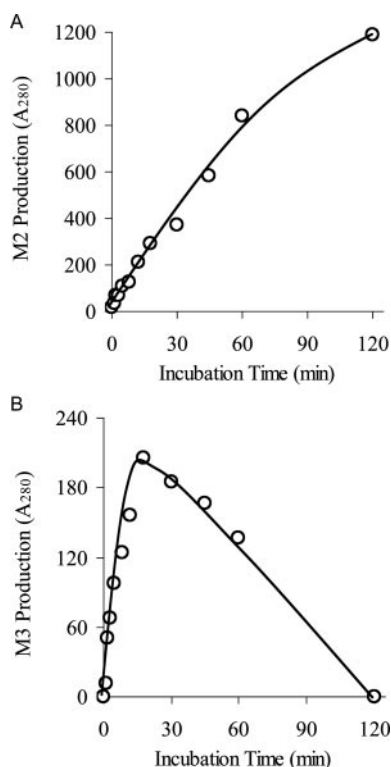 A
M2 Production (A280)
1200
1000
800
600
400
200
0
0 30 60 90 120
Incubation Time (min)
B
M3 Production (A280)
240
180
120
60
0
0 30 60 90 120
Incubation Time (min)